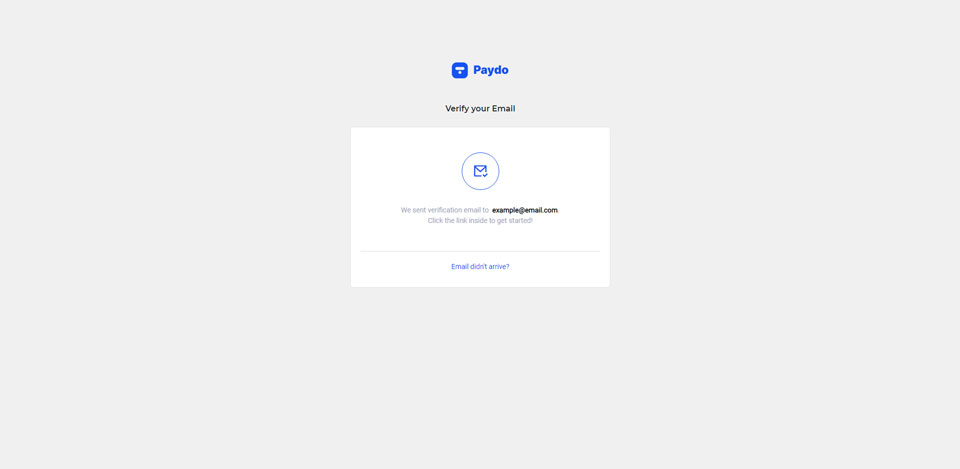 Paydo
Verify your Email
We sent verification email to example@email.com
Click the link inside to get started!
Email didn't arrive?